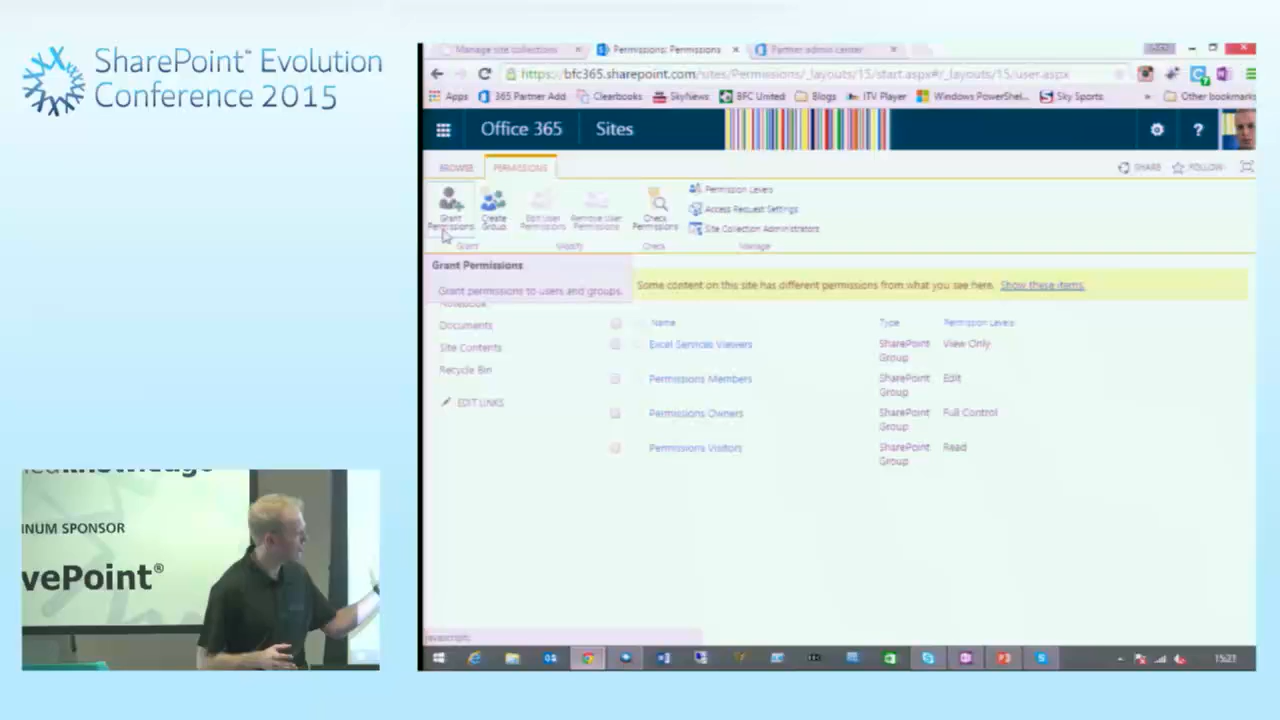 SharePoint™ Evolution
Conference 2015
Manage site collections
Permissions: Permissions
Partner admin center
https://bfc365.sharepoint.com/sites/Permissions/_layouts/15/start.aspx#/_layouts/15/user.aspx
Apps
365 Partner Add
Clearbooks
SkyNews
BFC United
Blogs
ITV Player
Windows PowerShel...
Sky Sports
»
Other bookmarks
Office 365
Sites
?
BROWSE
PERMISSIONS
SHARE
FOLLOW
Grant
Permissions
Create
Group
Edit User
Permissions
Remove User
Permissions
Check
Permissions
Permission Levels
Access Request Settings
Site Collection Administrators
Grant
Modify
Check
Manage
Grant Permissions
Grant permissions to users and groups.
Some content on this site has different permissions from what you see here. Show these items.
Notebook
Documents
Site Contents
Recycle Bin
EDIT LINKS
Name
Type
Permission Levels
Excel Services Viewers
SharePoint
Group
View Only
Permissions Members
SharePoint
Group
Edit
Permissions Owners
SharePoint
Group
Full Control
Permissions Visitors
SharePoint
Group
Read
javascript:
knowledge
INUM SPONSOR
vePoint®